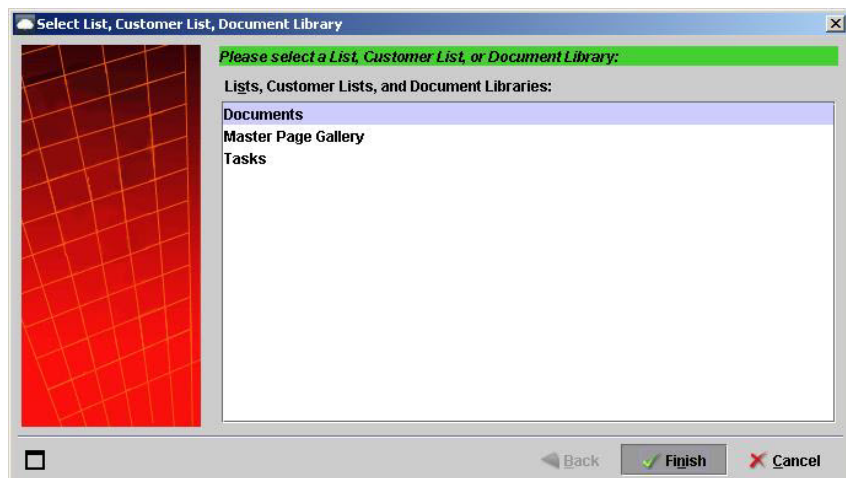 Select List, Customer List, Document Library
Please select a List, Customer List, or Document Library:
Lists, Customer Lists, and Document Libraries:
Documents
Master Page Gallery
Tasks
Back Finish Cancel